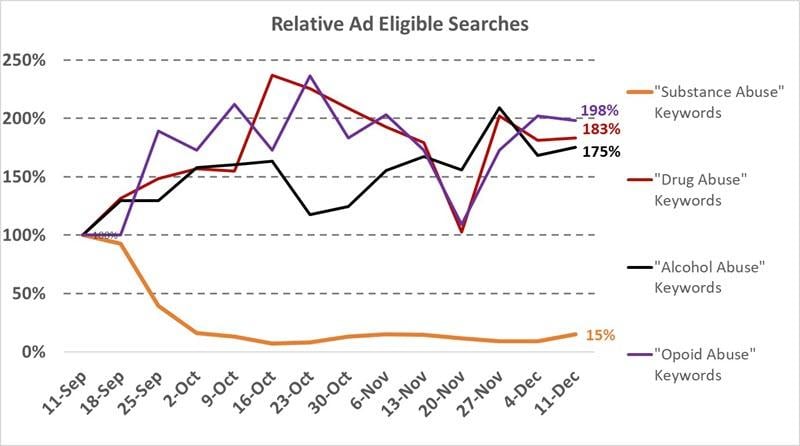 Relative Ad Eligible Searches
250%
200%
150%
100%
50%
0%
100%
198%
183%
175%
15%
11-Sep
18-Sep
25-Sep
2-Oct
9-Oct
16-Oct
23-Oct
30-Oct
6-Nov
13-Nov
20-Nov
27-Nov
4-Dec
11-Dec
"Substance Abuse"
Keywords
"Drug Abuse"
Keywords
"Alcohol Abuse"
Keywords
"Opoid Abuse"
Keywords